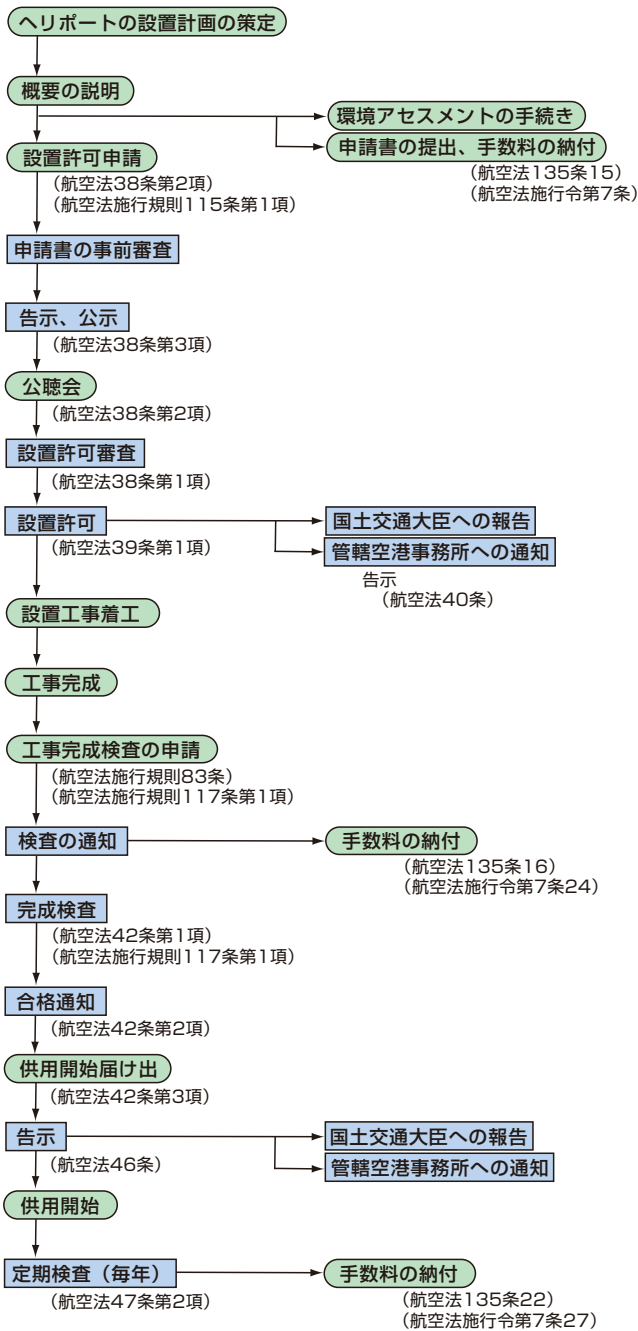 ヘリポートの設置計画の策定
概要の説明
環境アセスメントの手続き
申請書の提出、手数料の納付
(航空法135条15)
(航空法施行令第7条)
設置許可申請
(航空法38条第2項)
(航空法施行規則115条第1項)
申請書の事前審査
告示、公示
(航空法38条第3項)
公聴会
(航空法38条第2項)
設置許可審査
(航空法38条第1項)
設置許可
(航空法39条第1項)
国土交通大臣への報告
管轄空港事務所への通知
告示
(航空法40条)
設置工事着工
工事完成
工事完成検査の申請
(航空法施行規則83条)
(航空法施行規則117条第1項)
検査の通知
手数料の納付
(航空法135条16)
(航空法施行令第7条24)
完成検査
(航空法42条第1項)
(航空法施行規則117条第1項)
合格通知
(航空法42条第2項)
供用開始届け出
(航空法42条第3項)
告示
(航空法46条)
国土交通大臣への報告
管轄空港事務所への通知
供用開始
定期検査(毎年)
(航空法47条第2項)
手数料の納付
(航空法135条22)
(航空法施行令第7条27)